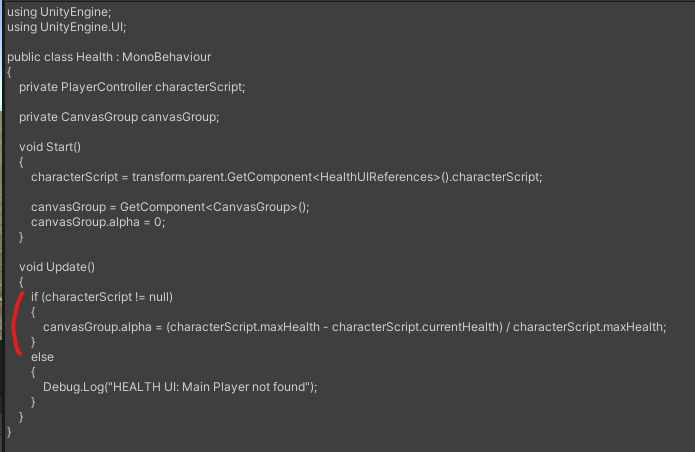 using UnityEngine;
using UnityEngine.UI;
public class Health : MonoBehaviour
{
private PlayerController characterScript;
private CanvasGroup canvasGroup;
void Start()
{
characterScript = transform.parent.GetComponent<HealthUIReferences>().characterScript;
canvasGroup = GetComponent<CanvasGroup>();
canvasGroup.alpha = 0;
}
void Update()
{
if (characterScript != null)
{
canvasGroup.alpha = (characterScript.maxHealth - characterScript.currentHealth) / characterScript.maxHealth;
}
else
{
Debug.Log("HEALTH UI: Main Player not found");
}
}
}